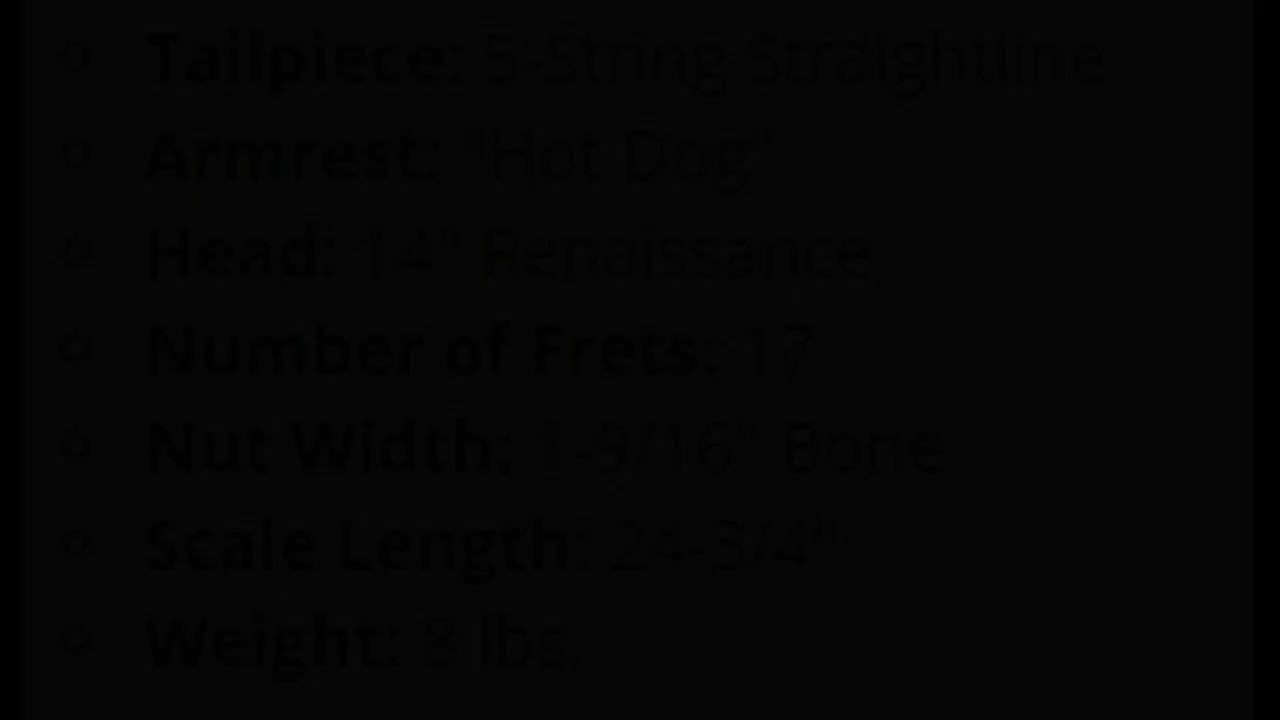 Tailpiece: 5-String Straightline
Armrest: "Hot Dog"
Head: 14" Renaissance
Number of Frets: 17
Nut Width: 1-9/16" Bone
Scale Length: 24-3/4"
Weight: 8 lbs.